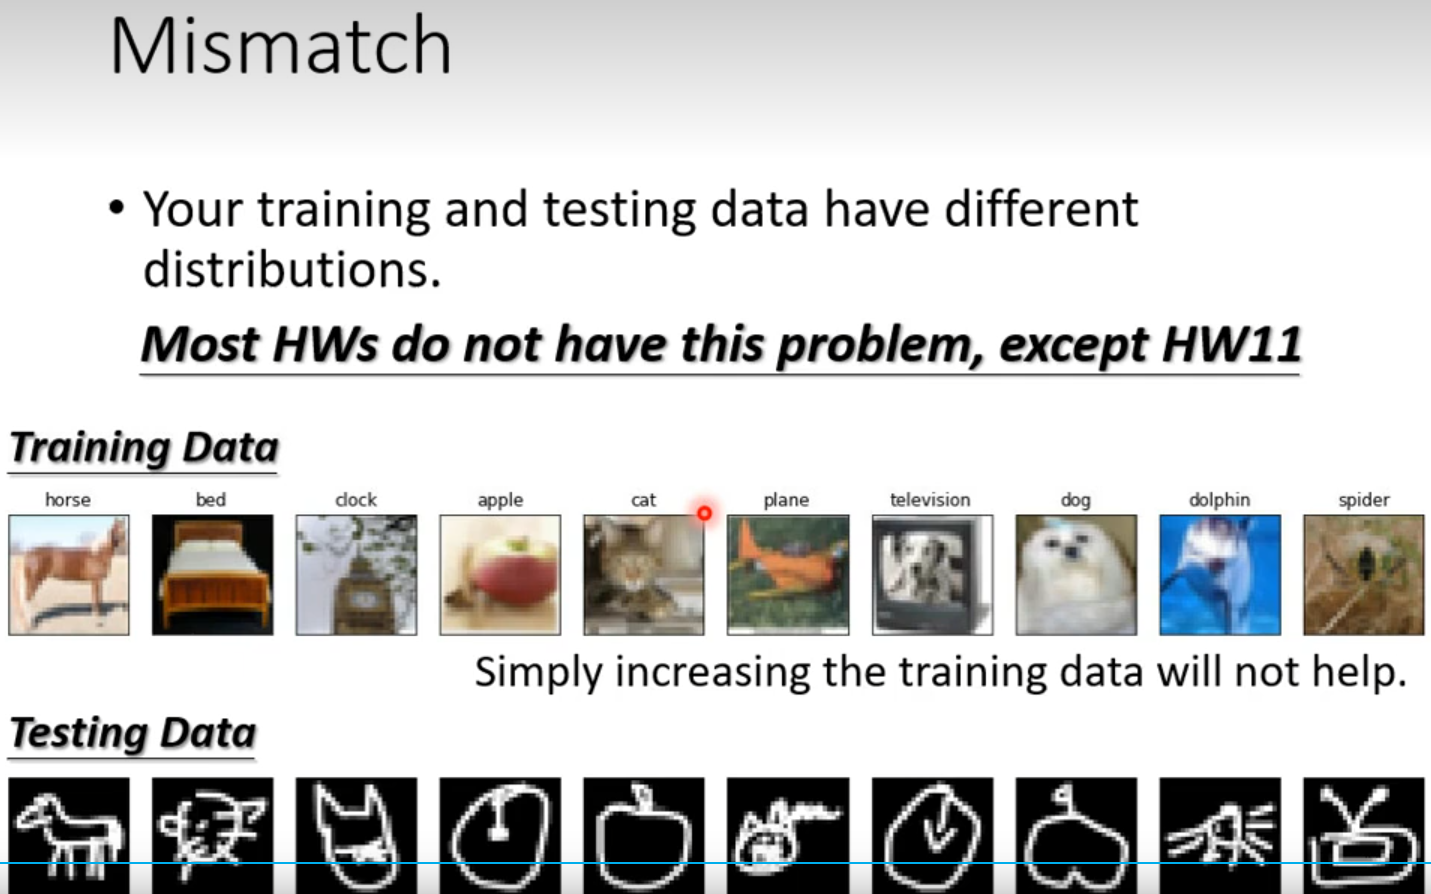 Mismatch
• Your training and testing data have different
distributions.
Most HWs do not have this problem, except HW11
Training Data
horse bed clock apple cat plane television dog dolphin spider
Simply increasing the training data will not help.
Testing Data